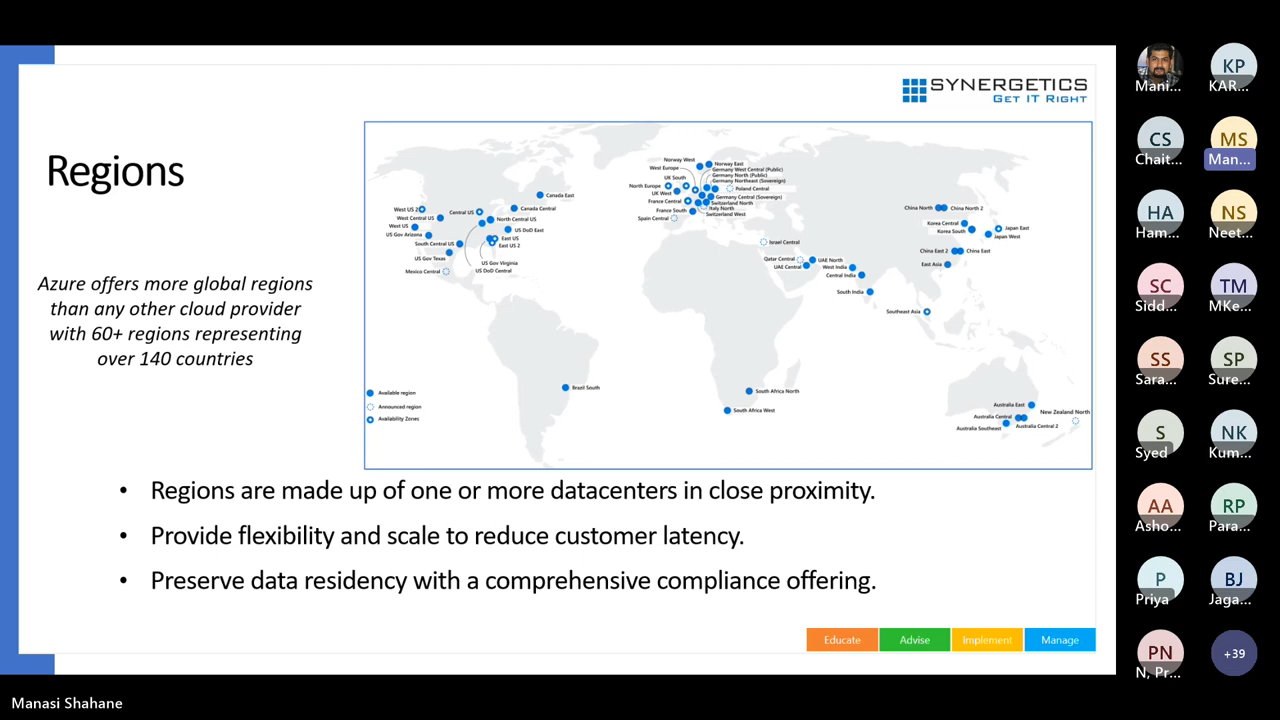 SYNERGETICS
GET IT RIGHT
Regions
Azure offers more global regions
than any other cloud provider
with 60+ regions representing
over 140 countries
West US 2
West Central US
West US
US Gov Arizona
South Central US
US Gov Texas
Mexico Central
Central US
Canada East
Canada Central
North Central US
US DoD East
East US
East US 2
US Gov Virginia
US DoD Central
Brazil South
Norway West
West Europe
UK South
North Europe
UK West
France Central
France South
Spain Central
Norway East
Germany West Central (Public)
Germany North (Public)
Germany Northeast (Sovereign)
Poland Central
Germany Central (Sovereign)
Switzerland North
Italy North
Switzerland West
Israel Central
Qatar Central
UAE North
UAE Central
West India
Central India
South India
South Africa North
South Africa West
China North
China North 2
Korea Central
Korea South
Japan East
Japan West
China East 2
China East
East Asia
Southeast Asia
Australia East
New Zealand North
Australia Central
Australia Central 2
Australia Southeast
Available region
Announced region
Availability Zones
• Regions are made up of one or more datacenters in close proximity.
• Provide flexibility and scale to reduce customer latency.
• Preserve data residency with a comprehensive compliance offering.
Educate
Advise
Implement
Manage
Manasi Shahane
Mani...
KP
KAR...
CS
Chait...
MS
Man...
HA
Ham...
NS
Neet...
SC
Sidd...
TM
MKe...
SS
Sara...
SP
Sure...
S
Syed
NK
Kum...
AA
Asho...
RP
Para...
P
Priya
BJ
Jaga...
PN
N, Pr...
+39